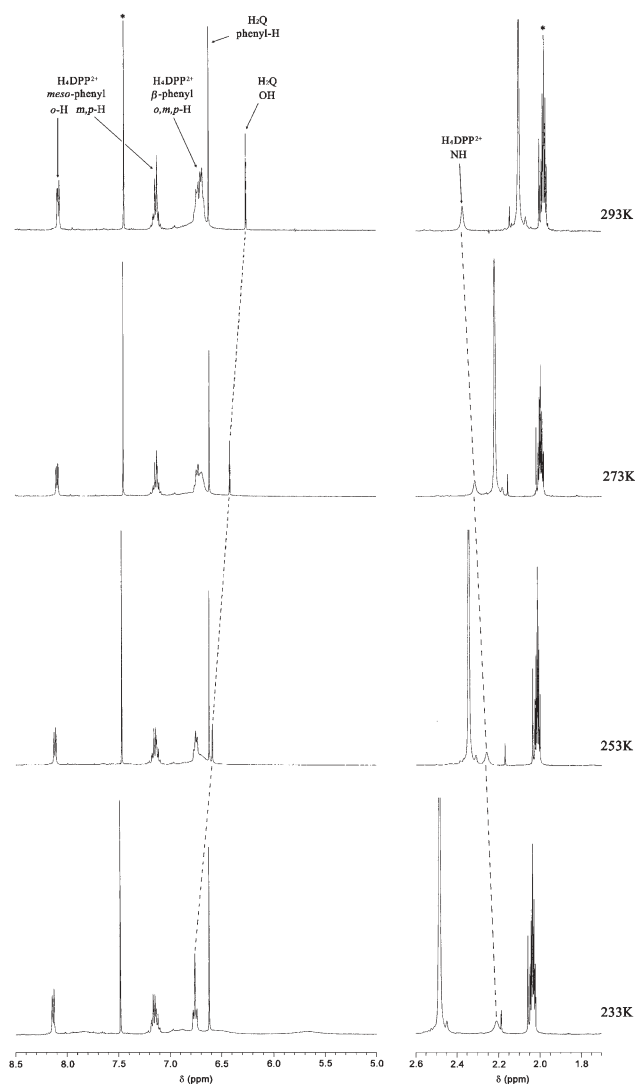 *
H₂Q
phenyl-H
H₄DPP²⁺
meso-phenyl
o-H m,p-H
H₄DPP²⁺
β-phenyl
o,m,p-H
H₂Q
OH
*
H₄DPP²⁺
NH
293K
273K
253K
233K
8.5 8.0 7.5 7.0 6.5 6.0 5.5 5.0
δ (ppm)
2.6 2.4 2.2 2.0 1.8
δ (ppm)